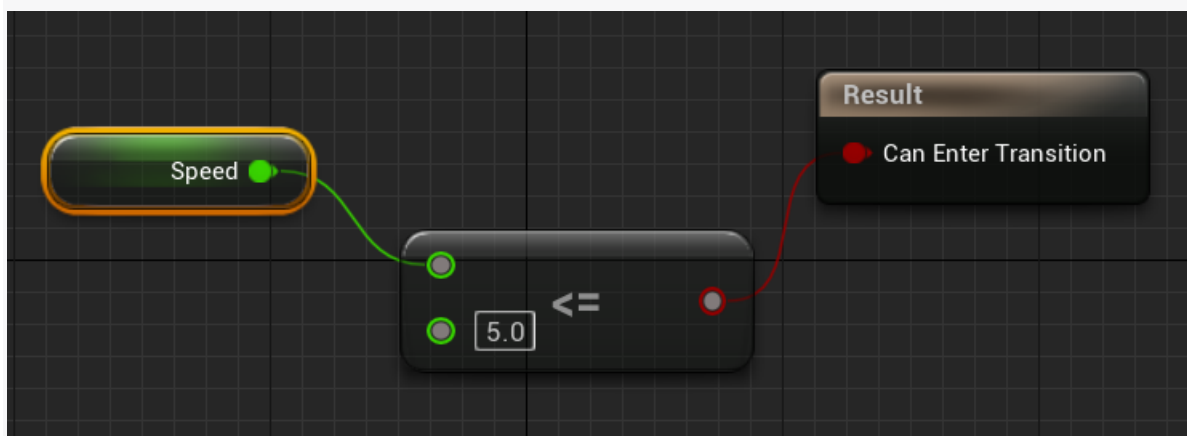 Result
Can Enter Transition
Speed
<=
5.0